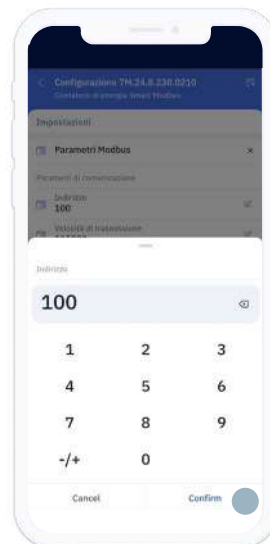 Configurazione 7M.24.8.230.0210
Contatore di energia Smart Modbus
Impostazioni
Parametri Modbus
Parametri di comunicazione
Indirizzo
100
Velocità di trasmissione
Indirizzo
100
1 2 3
4 5 6
7 8 9
-/+ 0
Cancel Confirm